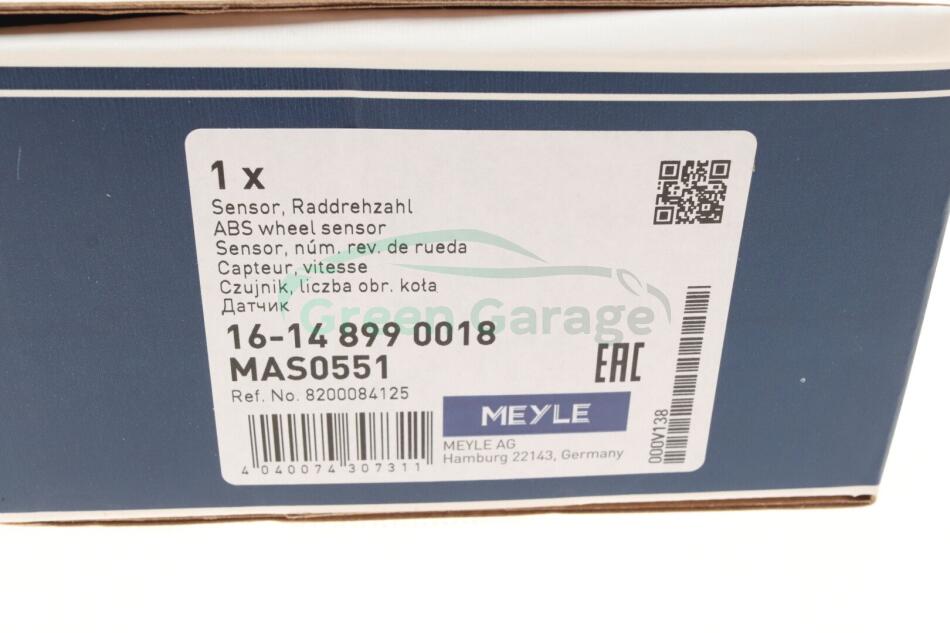 1 x
Sensor, Raddrehzahl
ABS wheel sensor
Sensor, núm. rev. de rueda
Capteur, vitesse
Czujnik, liczba obr. koła
Датчик
Green Garage
16-14 899 0018
MAS0551
EAC
Ref. No. 8200084125
MEYLE
MEYLE AG
Hamburg 22143, Germany
4 040074 307311
000V138